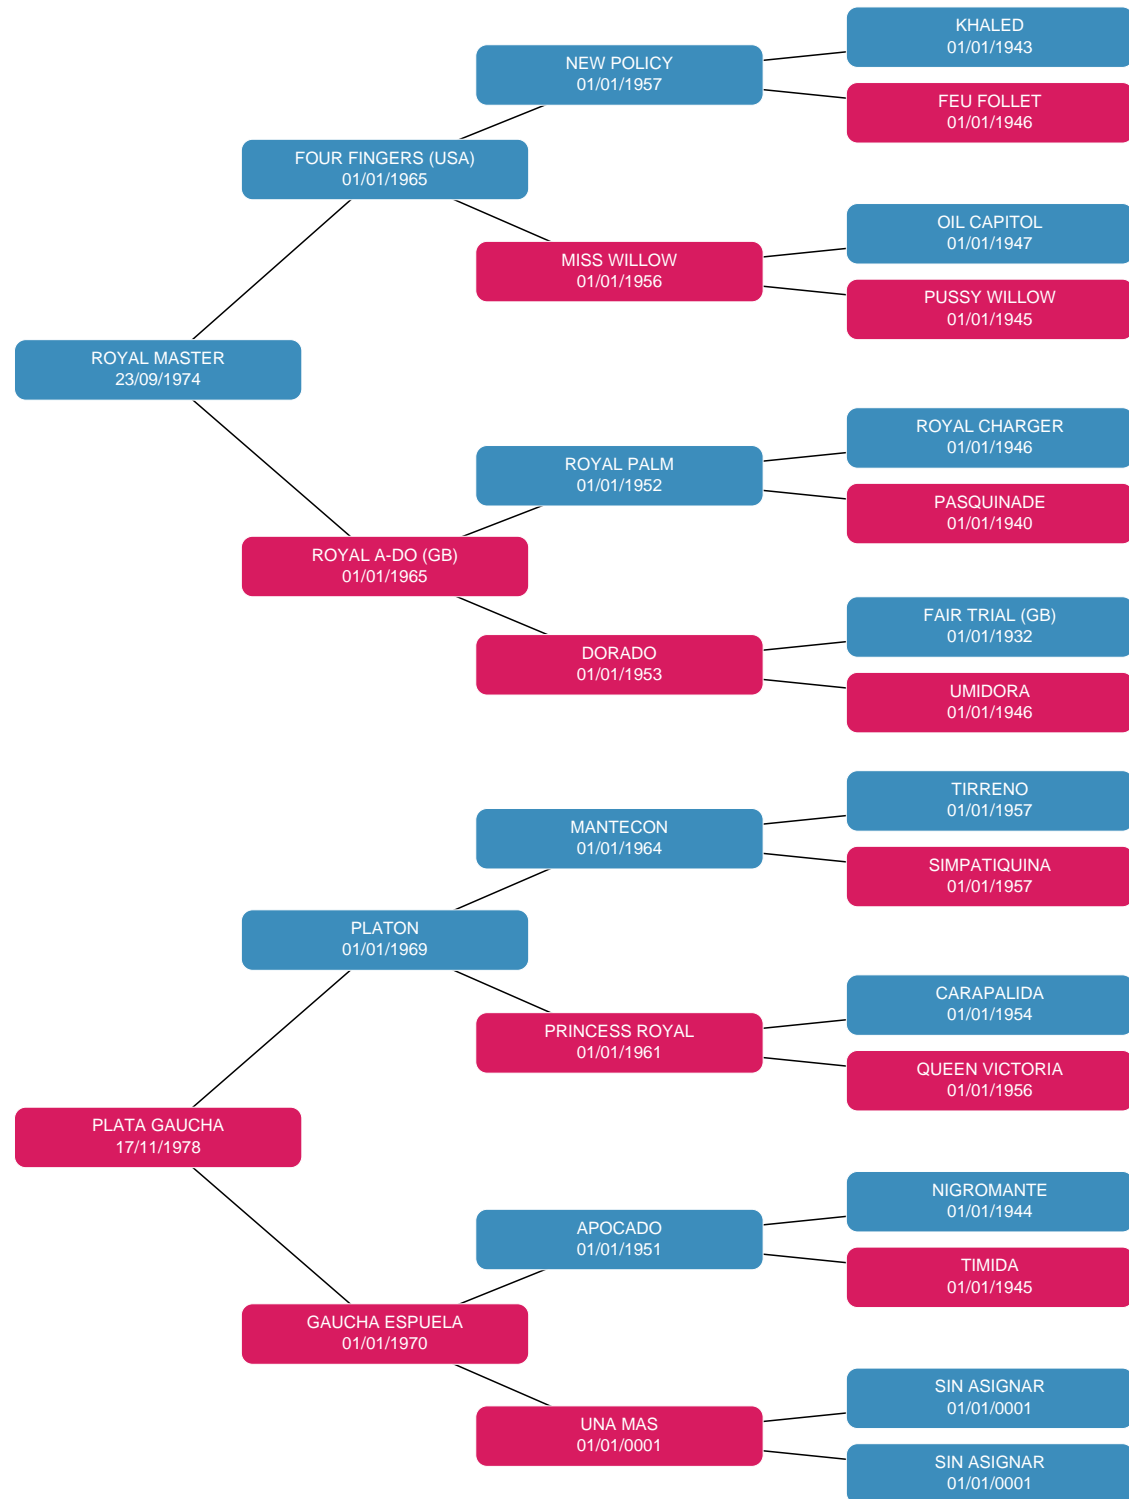 KHALED
01/01/1943
NEW POLICY
01/01/1957
FEU FOLLET
01/01/1946
FOUR FINGERS (USA)
01/01/1965
OIL CAPITOL
01/01/1947
MISS WILLOW
01/01/1956
PUSSY WILLOW
01/01/1945
ROYAL MASTER
23/09/1974
ROYAL CHARGER
01/01/1946
ROYAL PALM
01/01/1952
PASQUINADE
01/01/1940
ROYAL A-DO (GB)
01/01/1965
FAIR TRIAL (GB)
01/01/1932
DORADO
01/01/1953
UMIDORA
01/01/1946
TIRRENO
01/01/1957
MANTECON
01/01/1964
SIMPATIQUINA
01/01/1957
PLATON
01/01/1969
CARAPALIDA
01/01/1954
PRINCESS ROYAL
01/01/1961
QUEEN VICTORIA
01/01/1956
PLATA GAUCHA
17/11/1978
NIGROMANTE
01/01/1944
APOCADO
01/01/1951
TIMIDA
01/01/1945
GAUCHA ESPUELA
01/01/1970
SIN ASIGNAR
01/01/0001
UNA MAS
01/01/0001
SIN ASIGNAR
01/01/0001